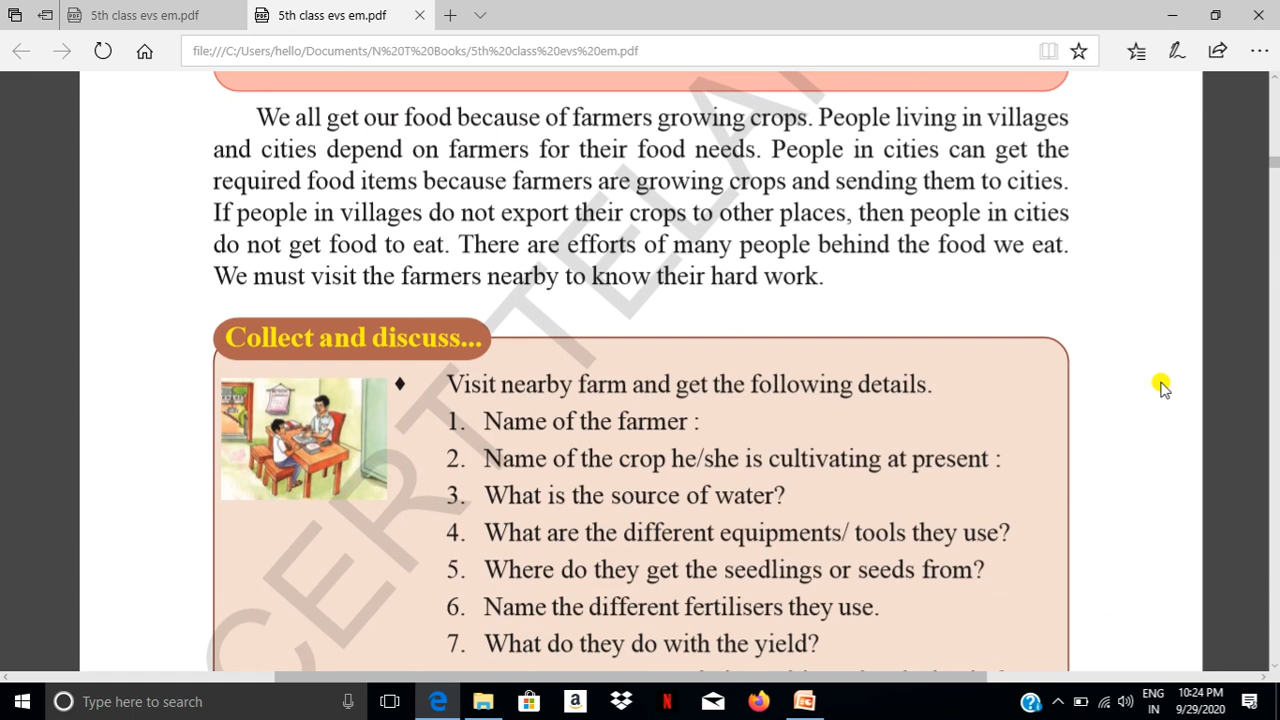 5th class evs em.pdf
5th class evs em.pdf
file:///C:/Users/hello/Documents/N%20T%20Books/5th%20class%20evs%20em.pdf
We all get our food because of farmers growing crops. People living in villages
and cities depend on farmers for their food needs. People in cities can get the
required food items because farmers are growing crops and sending them to cities.
If people in villages do not export their crops to other places, then people in cities
do not get food to eat. There are efforts of many people behind the food we eat.
We must visit the farmers nearby to know their hard work.
Collect and discuss...
♦ Visit nearby farm and get the following details.
1. Name of the farmer :
2. Name of the crop he/she is cultivating at present :
3. What is the source of water?
4. What are the different equipments/ tools they use?
5. Where do they get the seedlings or seeds from?
6. Name the different fertilisers they use.
7. What do they do with the yield?
CERT TELA
Type here to search
ENG
IN
10:24 PM
9/29/2020